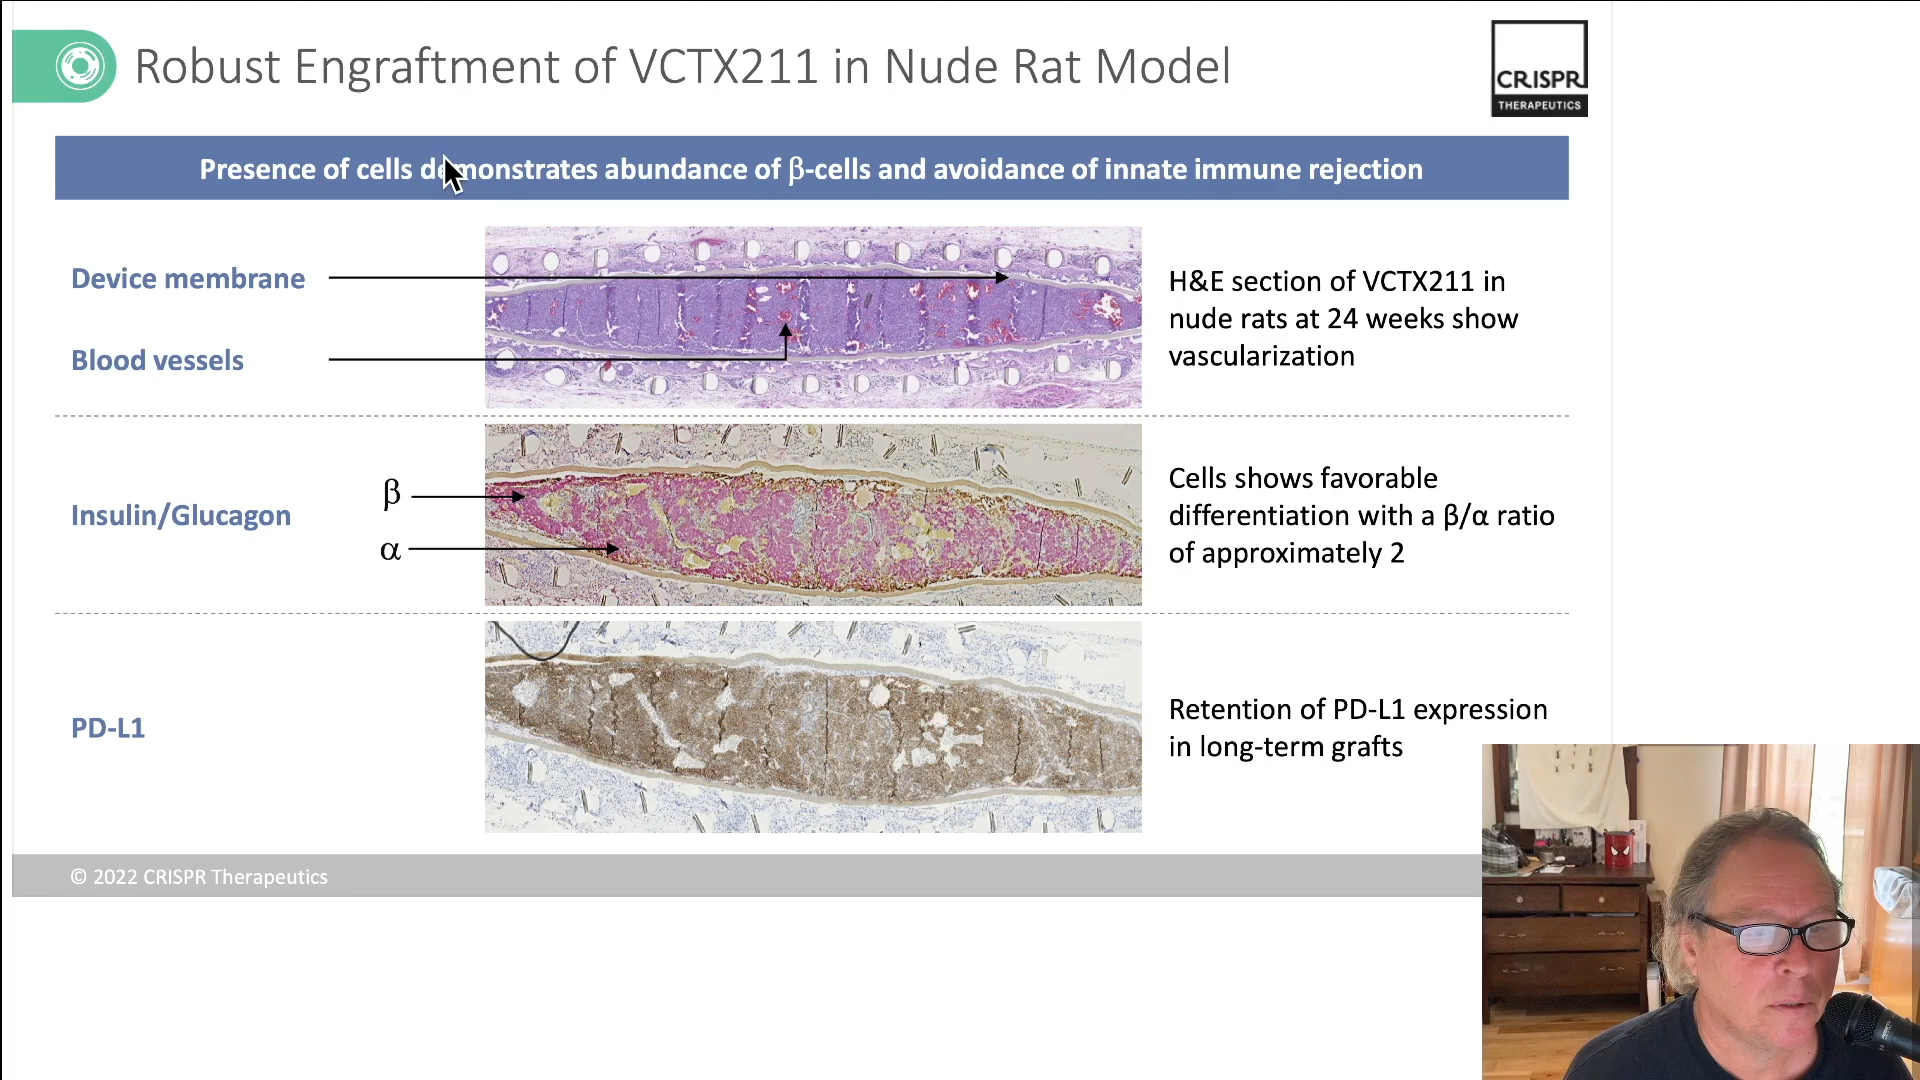 Robust Engraftment of VCTX211 in Nude Rat Model
CRISPR
THERAPEUTICS
Presence of cells demonstrates abundance of β-cells and avoidance of innate immune rejection
Device membrane
Blood vessels
H&E section of VCTX211 in
nude rats at 24 weeks show
vascularization
Insulin/Glucagon
β
α
Cells shows favorable
differentiation with a β/α ratio
of approximately 2
PD-L1
Retention of PD-L1 expression
in long-term grafts
© 2022 CRISPR Therapeutics